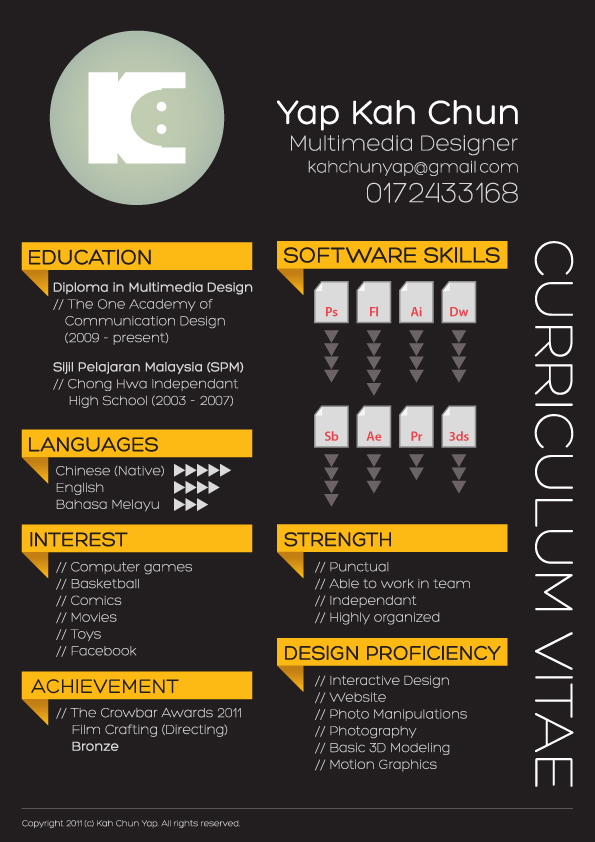 KC
Yap Kah Chun
Multimedia Designer
kahchunyap@gmail.com
0172433168
EDUCATION
Diploma in Multimedia Design
// The One Academy of
Communication Design
(2009 - present)
Sijil Pelajaran Malaysia (SPM)
// Chong Hwa Independant
High School (2003 - 2007)
LANGUAGES
Chinese (Native)
English
Bahasa Melayu
INTEREST
// Computer games
// Basketball
// Comics
// Movies
// Toys
// Facebook
ACHIEVEMENT
// The Crowbar Awards 2011
Film Crafting (Directing)
Bronze
SOFTWARE SKILLS
Ps Fl Ai Dw
Sb Ae Pr 3ds
STRENGTH
// Punctual
// Able to work in team
// Independant
// Highly organized
DESIGN PROFICIENCY
// Interactive Design
// Website
// Photo Manipulations
// Photography
// Basic 3D Modeling
// Motion Graphics
CURRICULUM VITAE
Copyright 2011 (c) Kah Chun Yap. All rights reserved.